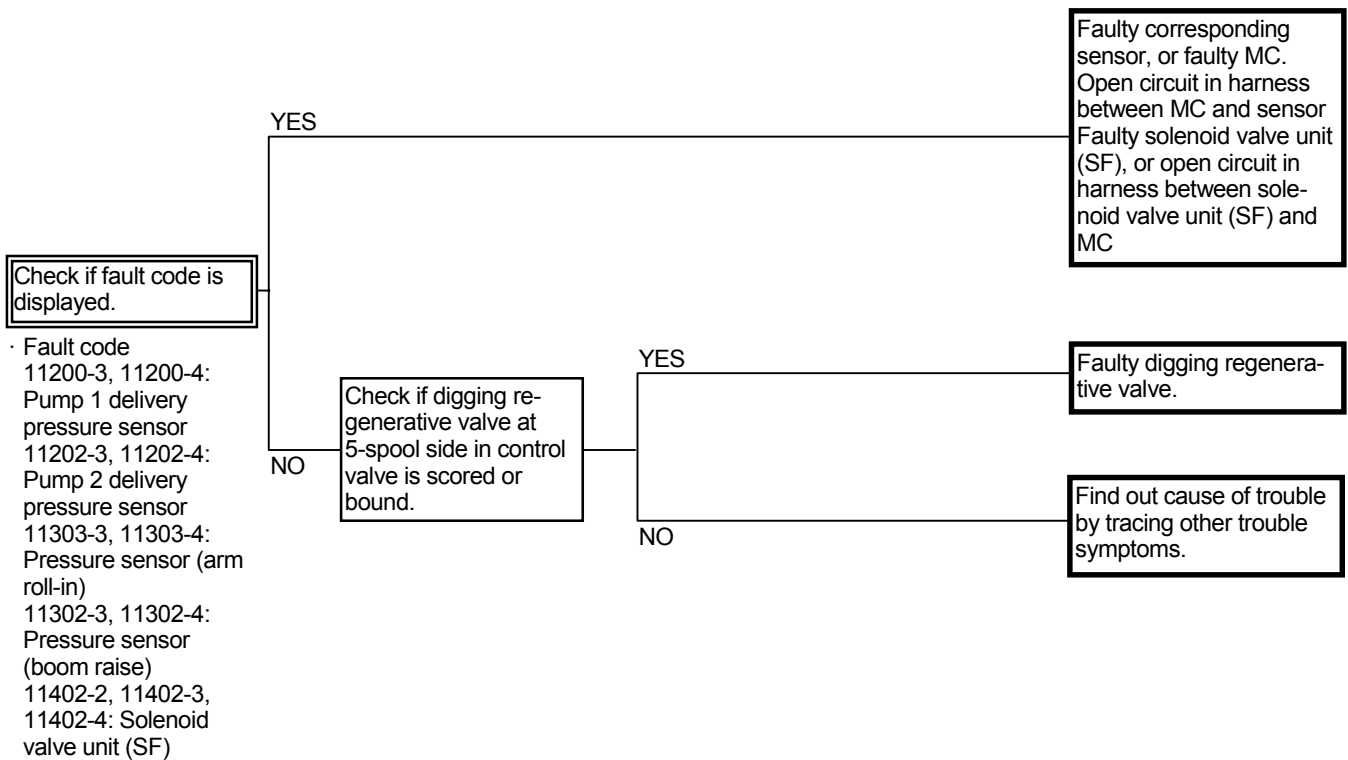 Check if fault code is
displayed.
· Fault code
11200-3, 11200-4:
Pump 1 delivery
pressure sensor
11202-3, 11202-4:
Pump 2 delivery
pressure sensor
11303-3, 11303-4:
Pressure sensor (arm
roll-in)
11302-3, 11302-4:
Pressure sensor
(boom raise)
11402-2, 11402-3,
11402-4: Solenoid
valve unit (SF)
YES
Faulty corresponding
sensor, or faulty MC.
Open circuit in harness
between MC and sensor
Faulty solenoid valve unit
(SF), or open circuit in
harness between sole-
noid valve unit (SF) and
MC
NO
Check if digging re-
generative valve at
5-spool side in control
valve is scored or
bound.
YES
Faulty digging regenera-
tive valve.
NO
Find out cause of trouble
by tracing other trouble
symptoms.